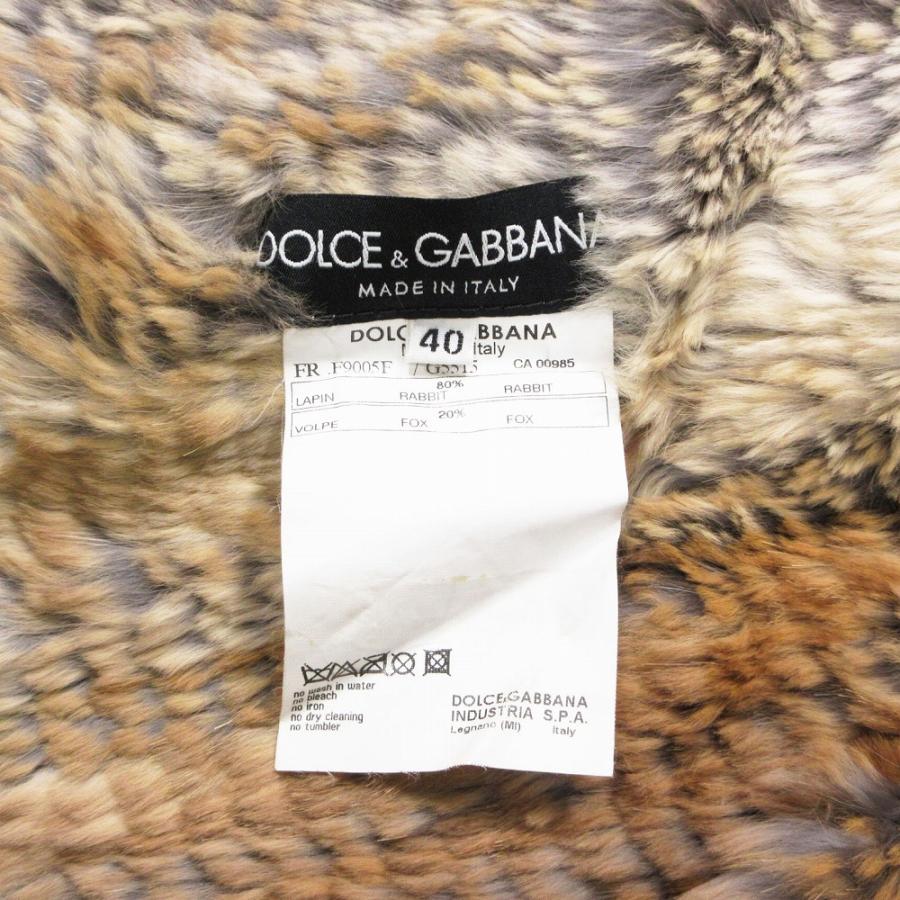 DOLCE & GABBANA
MADE IN ITALY
DOLC 40 BBANA
Italy
FR .F9005F / G5515 CA 00985
80%
LAPIN RABBIT RABBIT
20%
VOLPE FOX FOX
no wash in water
no bleach
no iron
no dry cleaning
no tumbler
DOLCE&GABBANA
INDUSTRIA S.P.A.
Legnano (MI) Italy